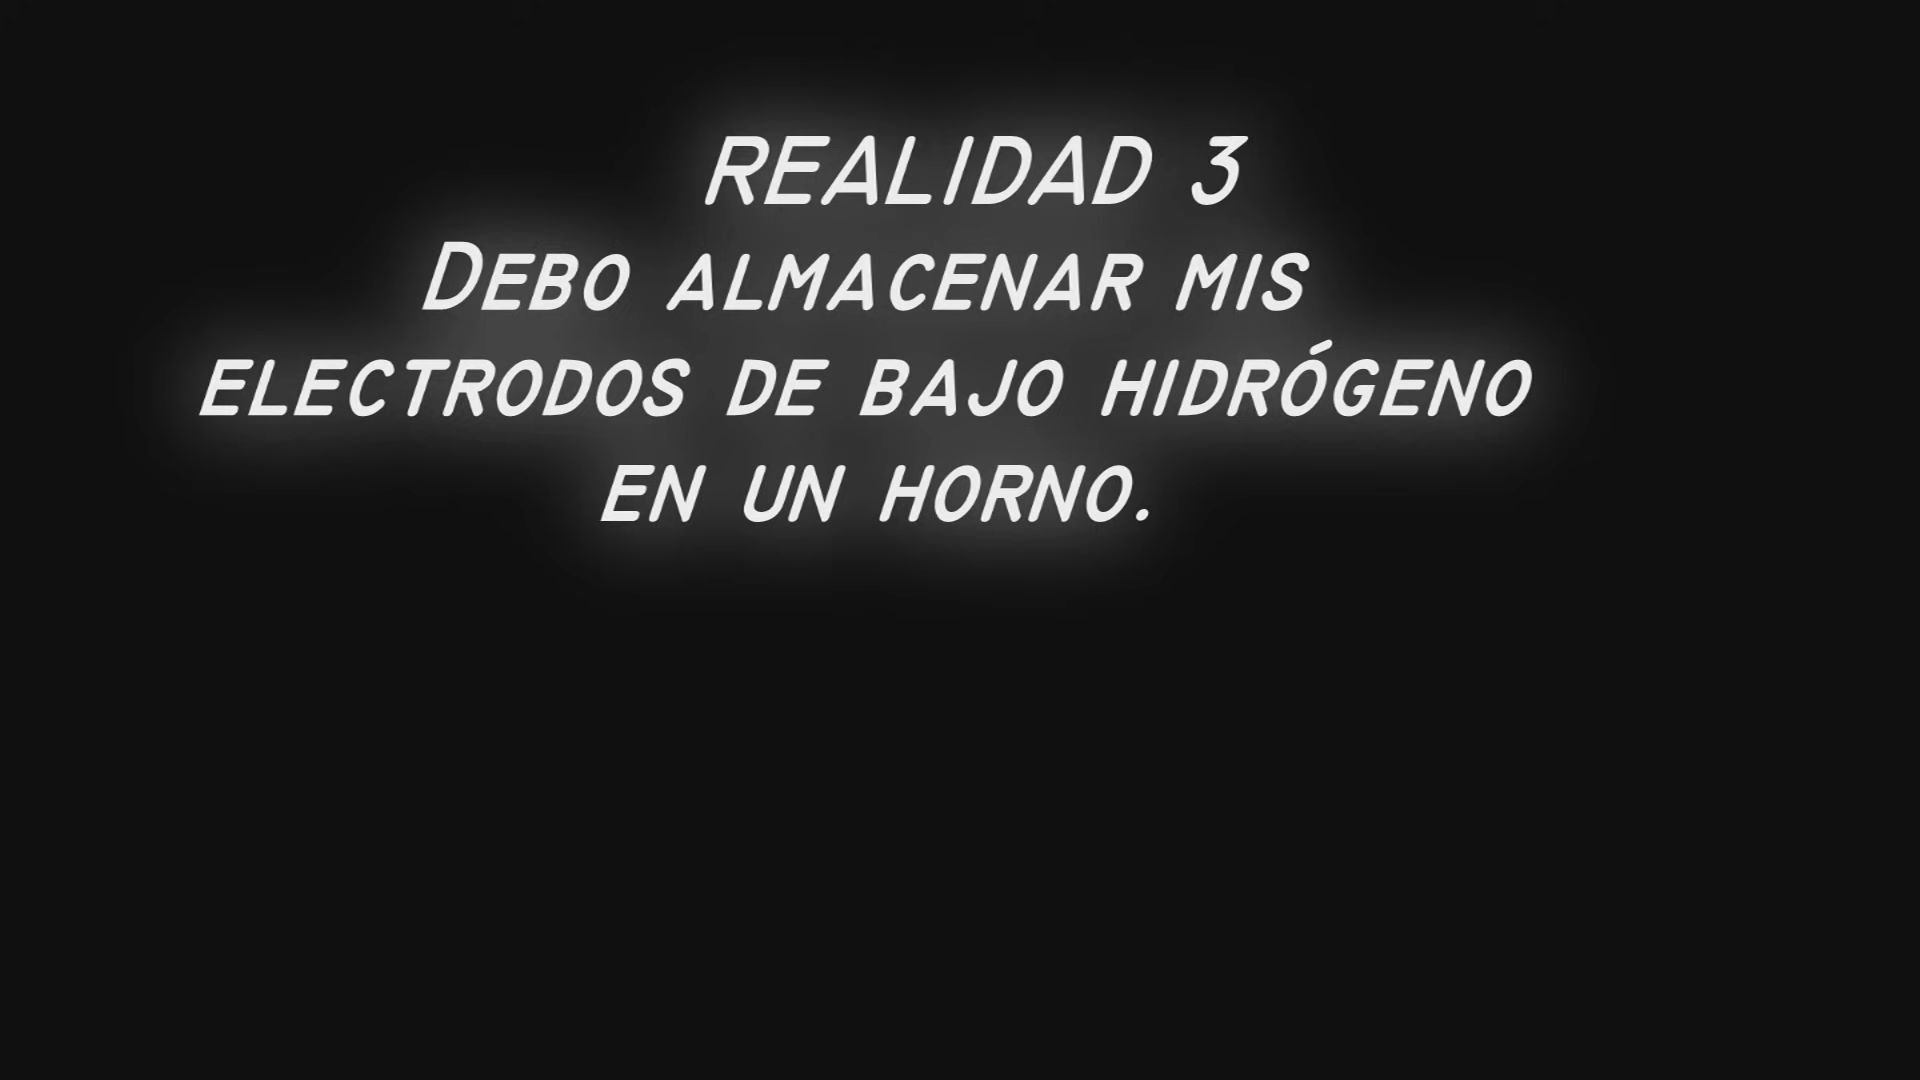 REALIDAD 3
DEBO ALMACENAR MIS
ELECTRODOS DE BAJO HIDRÓGENO
EN UN HORNO.